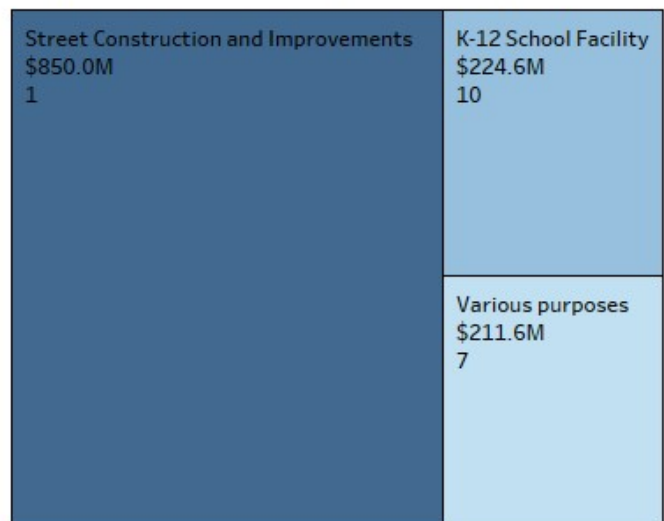 Street Construction and Improvements
$850.0M
1
K-12 School Facility
$224.6M
10
Various purposes
$211.6M
7